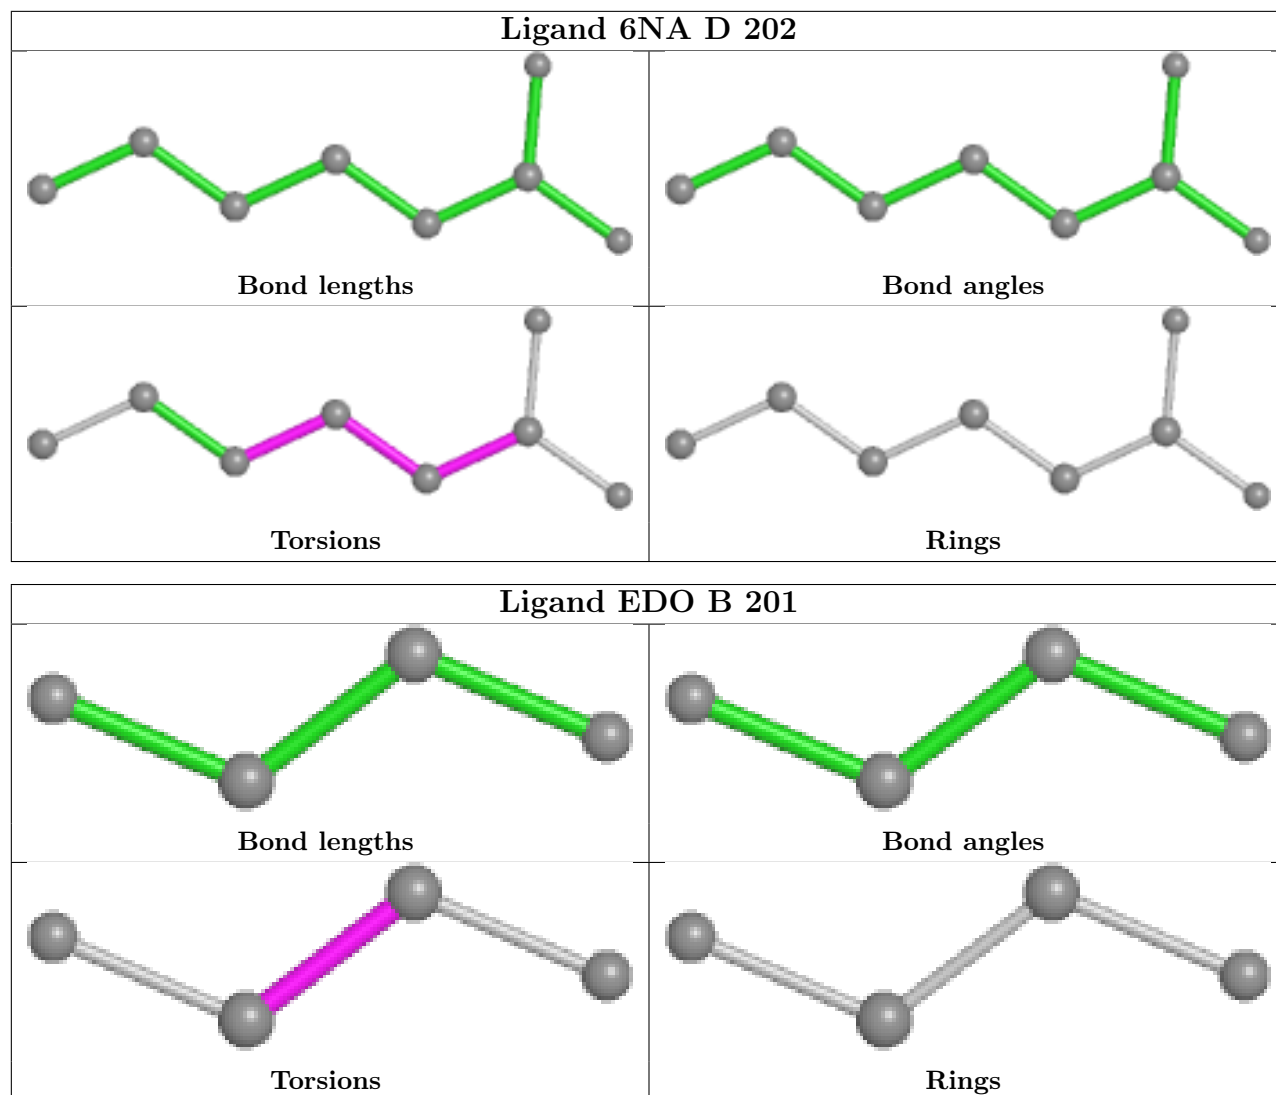 Ligand 6NA D 202
Bond lengths
Bond angles
Torsions
Rings
Ligand EDO B 201
Bond lengths
Bond angles
Torsions
Rings